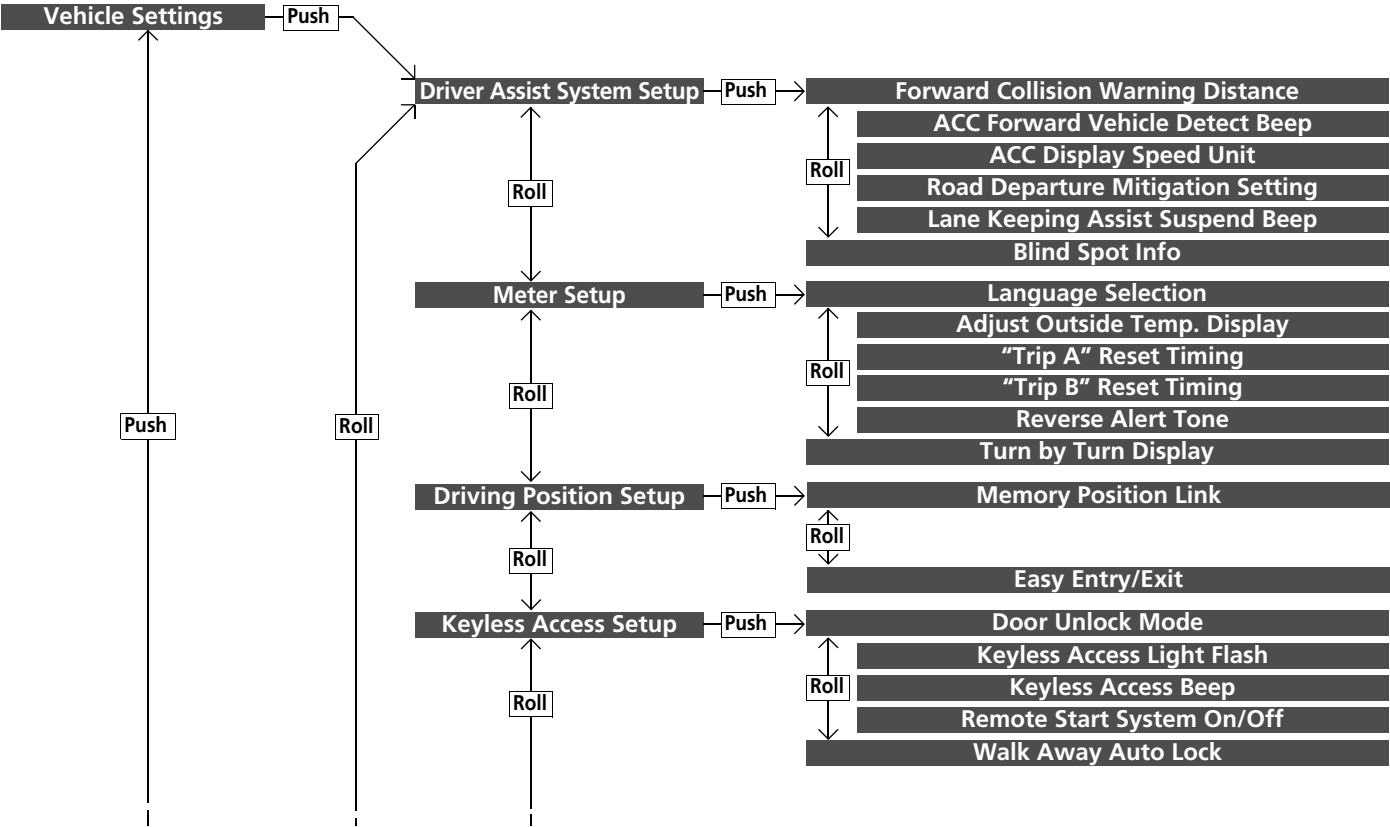 Vehicle Settings
Push
Driver Assist System Setup
Push
Forward Collision Warning Distance
ACC Forward Vehicle Detect Beep
ACC Display Speed Unit
Roll
Road Departure Mitigation Setting
Roll
Lane Keeping Assist Suspend Beep
Blind Spot Info
Meter Setup
Push
Language Selection
Adjust Outside Temp. Display
“Trip A” Reset Timing
Roll
“Trip B” Reset Timing
Roll
Reverse Alert Tone
Push
Roll
Turn by Turn Display
Driving Position Setup
Push
Memory Position Link
Roll
Roll
Easy Entry/Exit
Keyless Access Setup
Push
Door Unlock Mode
Keyless Access Light Flash
Roll
Keyless Access Beep
Roll
Remote Start System On/Off
Walk Away Auto Lock